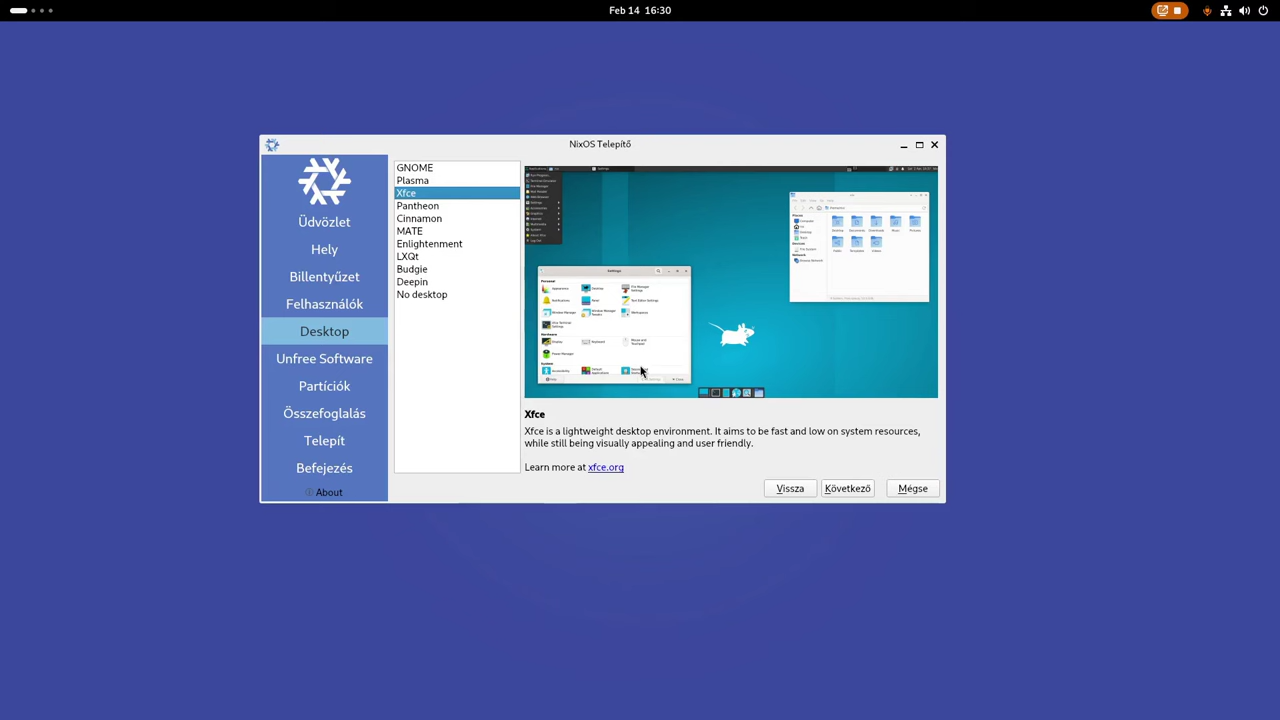 Feb 14 16:30
NixOS Telepítő
Üdvözlet
Hely
Billentyűzet
Felhasználók
Desktop
Unfree Software
Partíciók
Összefoglalás
Telepít
Befejezés
About
GNOME
Plasma
Xfce
Pantheon
Cinnamon
MATE
Enlightenment
LXQt
Budgie
Deepin
No desktop
Settings
Xfce
Xfce is a lightweight desktop environment. It aims to be fast and low on system resources,
while still being visually appealing and user friendly.
Learn more at xfce.org
Vissza
Következő
Mégse